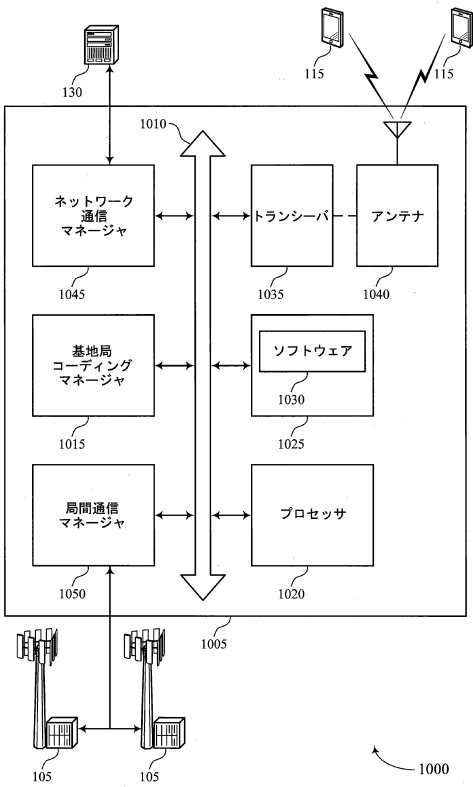 130
115
115
1010
ネットワーク
通信
マネージャ
1045
トランシーバ
1035
アンテナ
1040
基地局
コーディング
マネージャ
1015
ソフトウェア
1030
1025
局間通信
マネージャ
1050
プロセッサ
1020
1005
105
105
1000